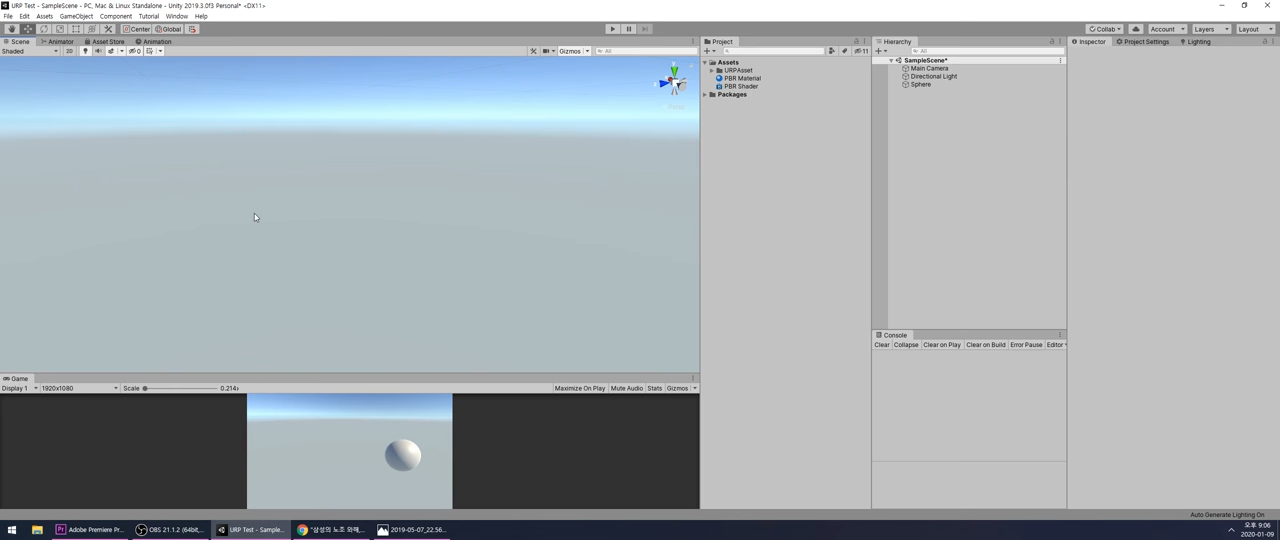 URP Test - SampleScene - PC, Mac & Linux Standalone - Unity 2019.3.0f3 Personal* <DX11>
File Edit Assets GameObject Component Tutorial Window Help
Center Global Collab Account Layers Layout
Scene Animator Asset Store Animation
Shaded 2D Gizmos All
Project
11
Assets
URPAsset
PBR Material
PBR Shader
Packages
Hierarchy
All
SampleScene*
Main Camera
Directional Light
Sphere
Inspector Project Settings Lighting
Console
Clear Collapse Clear on Play Clear on Build Error Pause Editor
Game
Display 1 1920x1080 Scale 0.214x Maximize On Play Mute Audio Stats Gizmos
Auto Generate Lighting On
Adobe Premiere Pr... OBS 21.1.2 (64bit,... URP Test - Sample... "삼성의 노조 와해,... 2019-05-07_22.56...
오후 9:06
2020-01-09